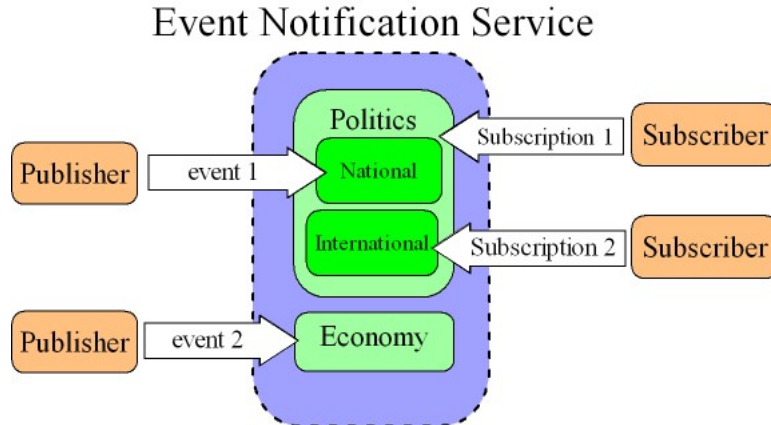 Event Notification Service
Politics
Subscription 1
Subscriber
Publisher
event 1
National
International
Subscription 2
Subscriber
Publisher
event 2
Economy